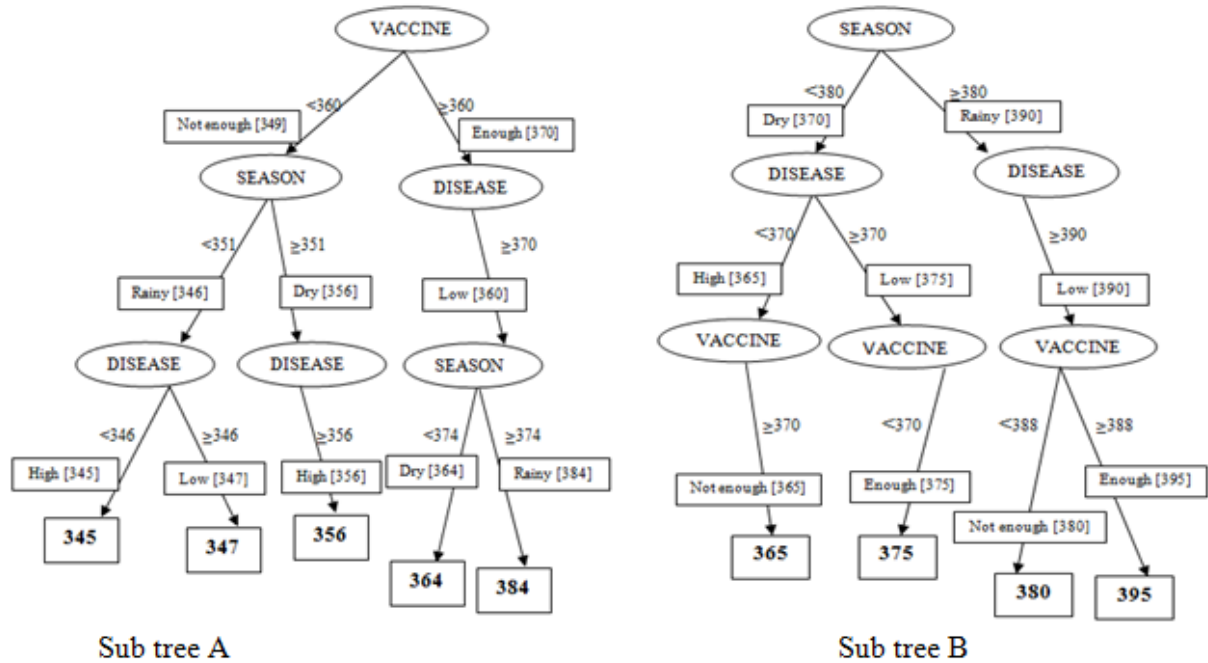 VACCINE
<360
≥360
Not enough [349]
Enough [370]
SEASON
DISEASE
<351
≥351
≥370
Rainy [346]
Dry [356]
Low [360]
DISEASE
DISEASE
SEASON
<346
≥346
≥356
<374
≥374
High [345]
Low [347]
High [356]
Dry [364]
Rainy [384]
345
347
356
364
384
Sub tree A
SEASON
<380
≥380
Dry [370]
Rainy [390]
DISEASE
DISEASE
<370
≥370
≥390
High [365]
Low [375]
Low [390]
VACCINE
VACCINE
VACCINE
≥370
<370
<388
≥388
Not enough [365]
Enough [375]
Not enough [380]
Enough [395]
365
375
380
395
Sub tree B